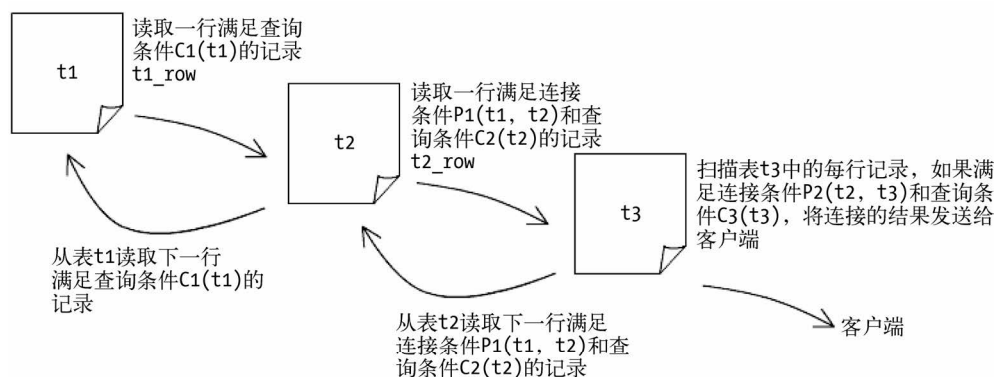 t1
读取一行满足查询
条件C1(t1)的记录
t1_row
t2
读取一行满足连接
条件P1(t1, t2)和查
询条件C2(t2)的记录
t2_row
t3
扫描表t3中的每行记录，如果满
足连接条件P2(t2, t3)和查询条
件C3(t3)，将连接的结果发送给
客户端
从表t1读取下一行
满足查询条件C1(t1)的
记录
从表t2读取下一行满足
连接条件P1(t1, t2)和查
询条件C2(t2)的记录
客户端